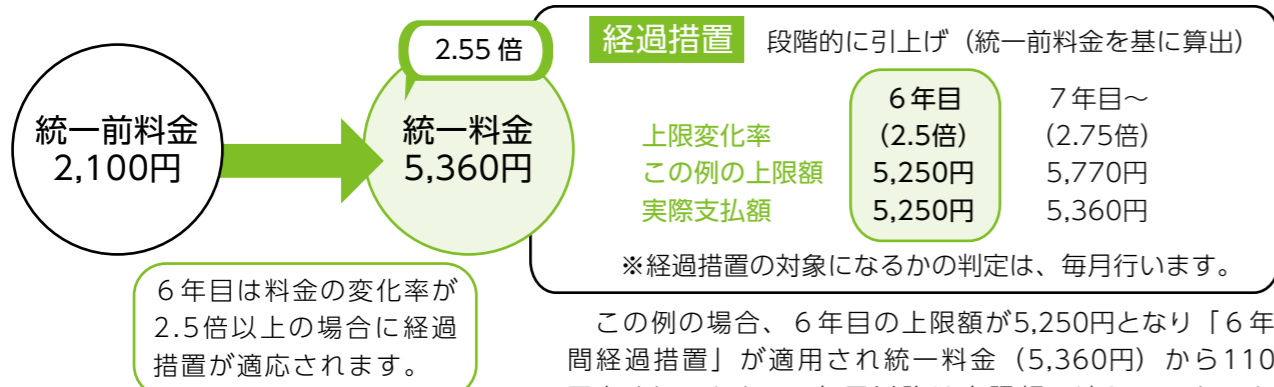 2.55 倍
統一前料金
2,100円
統一料金
5,360円
6年目は料金の変化率が
2.5倍以上の場合に経過
措置が適応されます。
経過措置 段階的に引上げ（統一前料金を基に算出）
6年目 7年目～
上限変化率 (2.5倍) (2.75倍)
この例の上限額 5,250円 5,770円
実際支払額 5,250円 5,360円
※経過措置の対象になるかの判定は、毎月行います。
この例の場合、6年目の上限額が5,250円となり「6年
間経過措置」が適用され統一料金（5,360円）から110